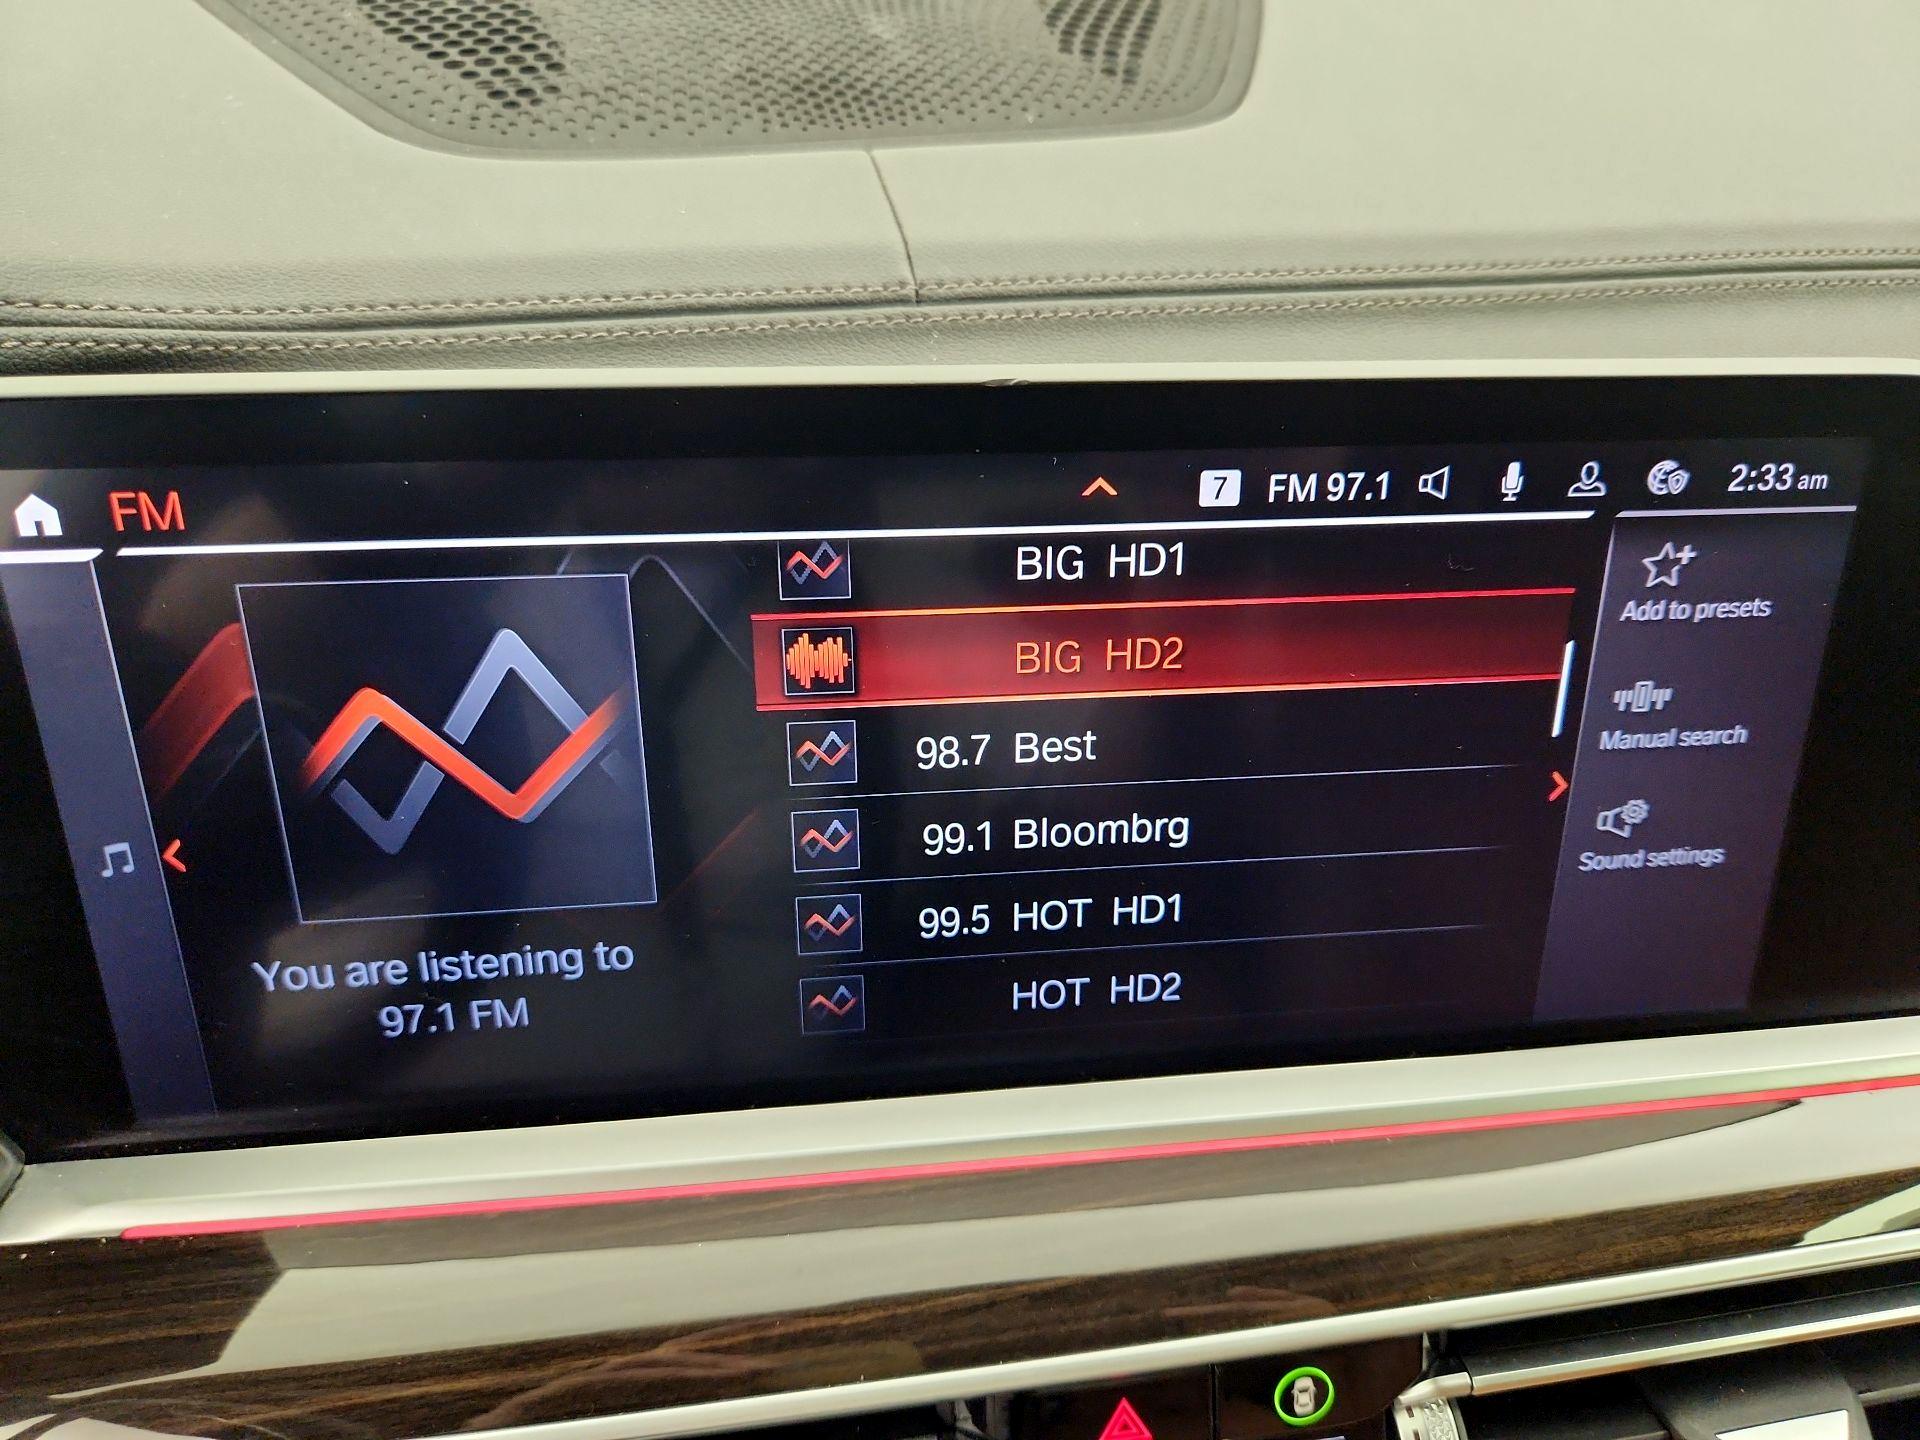 FM
7 FM 97.1 2:33 am
BIG HD1
BIG HD2
98.7 Best
99.1 Bloombrg
99.5 HOT HD1
HOT HD2
You are listening to
97.1 FM
Add to presets
Manual search
Sound settings